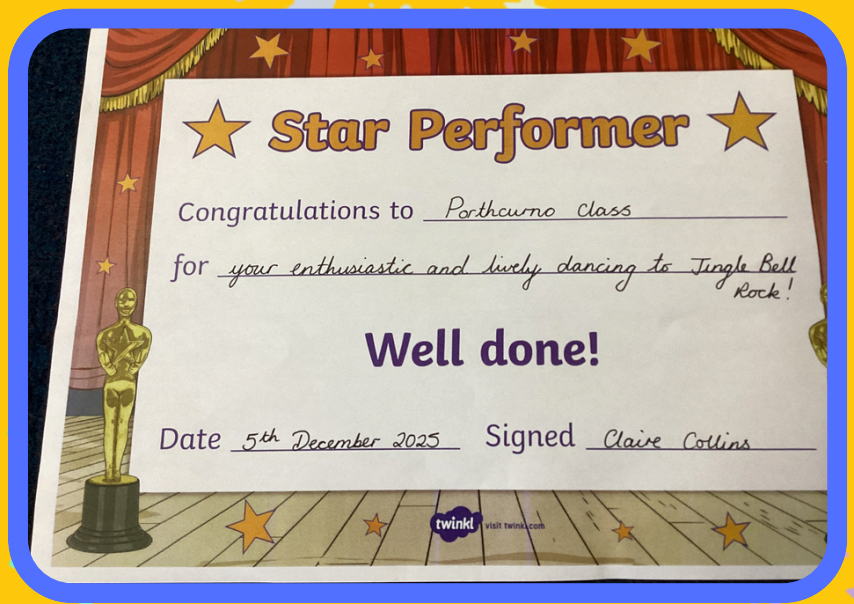 Star Performer
Congratulations to Porthcurno class
for your enthusiastic and lively dancing to Jingle Bell
Rock!
Well done!
Date 5th December 2025 Signed Claire Collins
twinkl visit twinkl.com